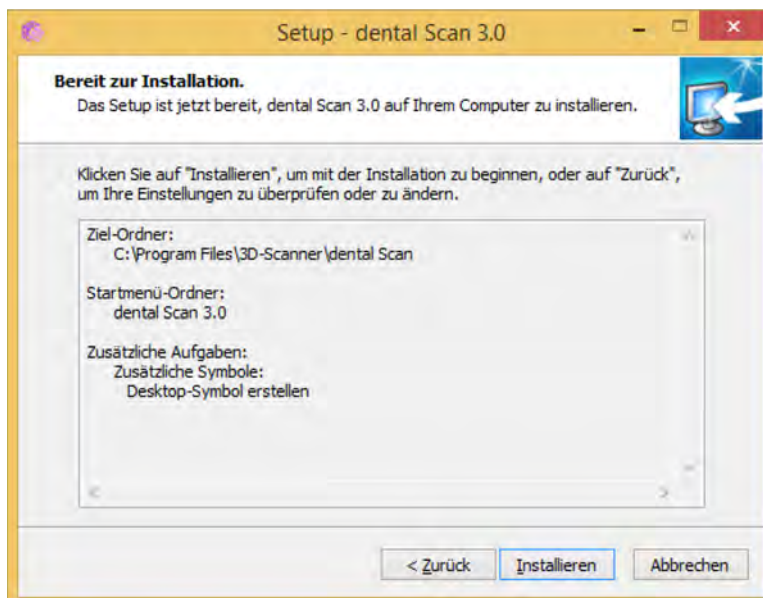 Setup - dental Scan 3.0
Bereit zur Installation.
Das Setup ist jetzt bereit, dental Scan 3.0 auf Ihrem Computer zu installieren.
Klicken Sie auf "Installieren", um mit der Installation zu beginnen, oder auf "Zurück",
um Ihre Einstellungen zu überprüfen oder zu ändern.
Ziel-Ordner:
C:\Program Files\3D-Scanner\dental Scan
Startmenü-Ordner:
dental Scan 3.0
Zusätzliche Aufgaben:
Zusätzliche Symbole:
Desktop-Symbol erstellen
< Zurück Installieren Abbrechen